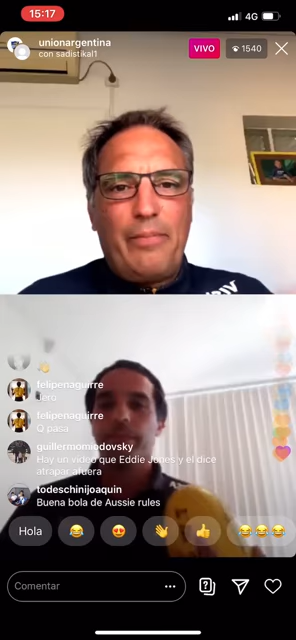 15:17
4G
unionargentina
con sadistikal1
VIVO
1540
felipenaguirre
felipenaguirre
Q pasa
guillermomiodovsky
Hay un video que Eddie Jones y el dice
atrapar afuera
todeschinijoaquin
Buena bola de Aussie rules
Hola
Comentar